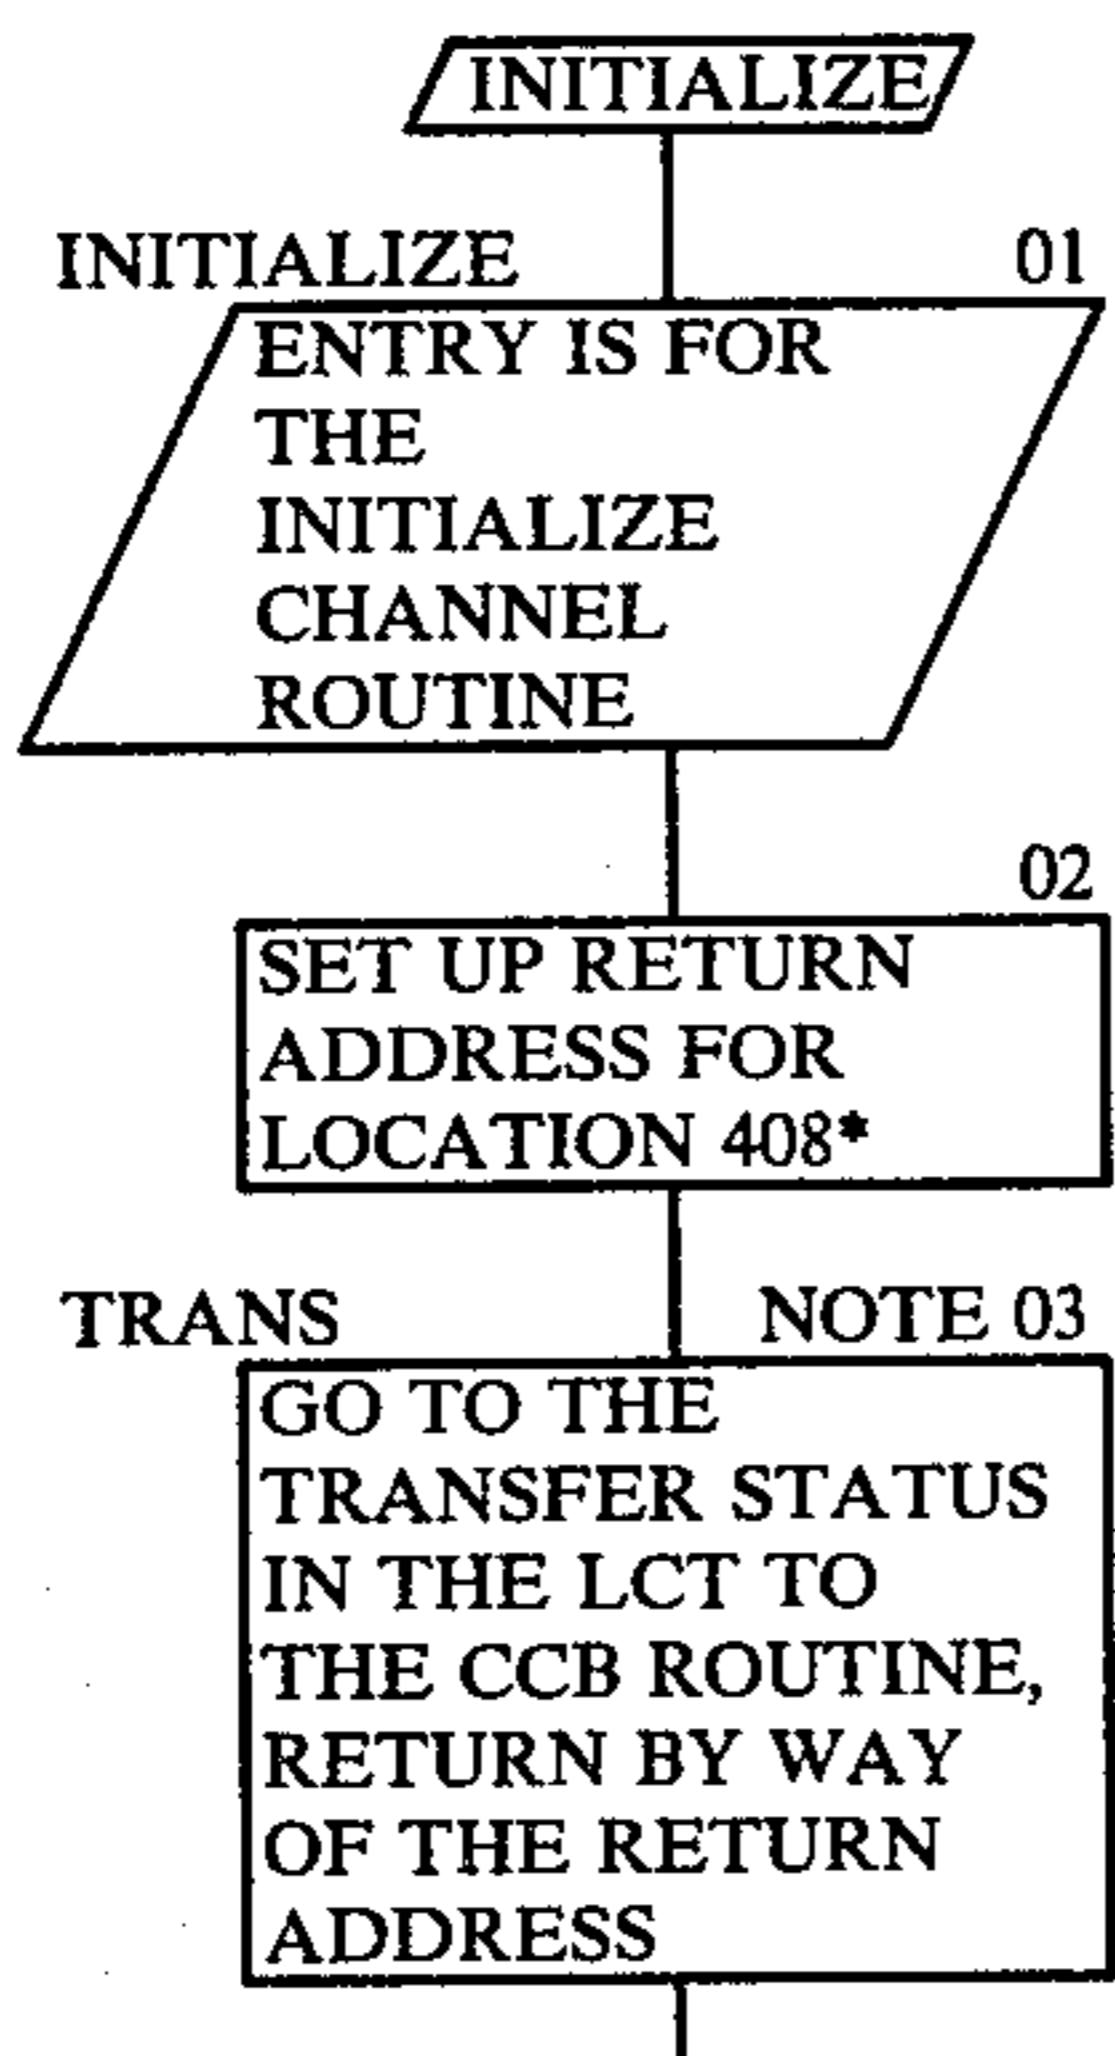 INITIALIZE
INITIALIZE 01
ENTRY IS FOR
THE
INITIALIZE
CHANNEL
ROUTINE
02
SET UP RETURN
ADDRESS FOR
LOCATION 408*
TRANS NOTE 03
GO TO THE
TRANSFER STATUS
IN THE LCT TO
THE CCB ROUTINE,
RETURN BY WAY
OF THE RETURN
ADDRESS